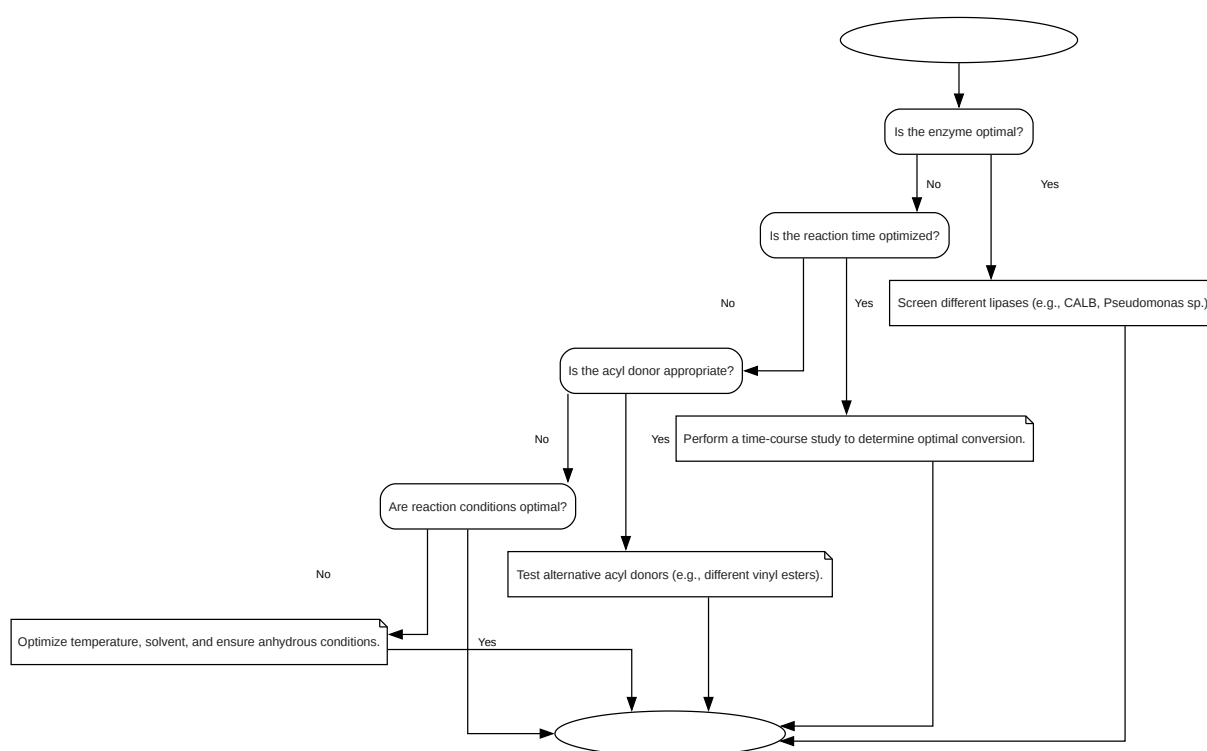 Is the enzyme optimal?
No
Yes
Is the reaction time optimized?
Screen different lipases (e.g., CALB, Pseudomonas sp.)
No
Yes
Is the acyl donor appropriate?
No
Yes
Perform a time-course study to determine optimal conversion.
Are reaction conditions optimal?
Test alternative acyl donors (e.g., different vinyl esters).
No
Optimize temperature, solvent, and ensure anhydrous conditions.
Yes